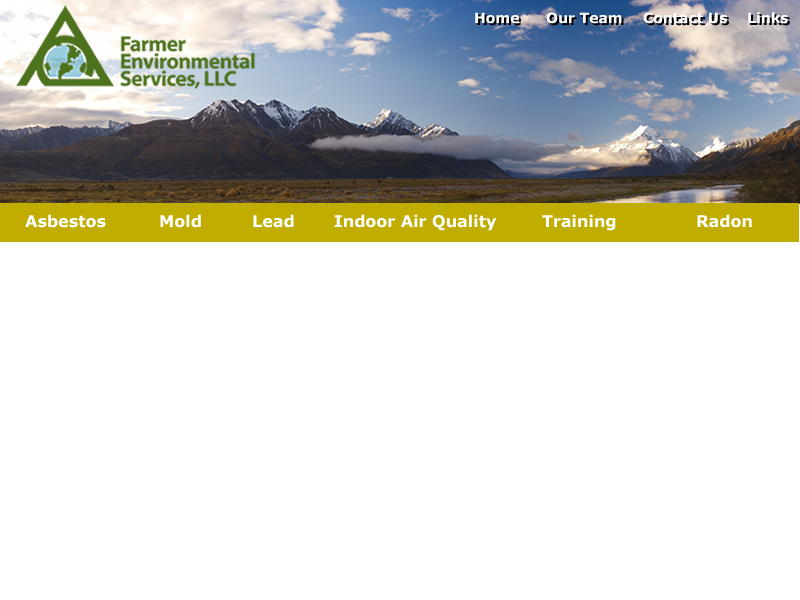 Home Our Team Contact Us Links
Farmer
Environmental
Services, LLC
Asbestos Mold Lead Indoor Air Quality Training Radon